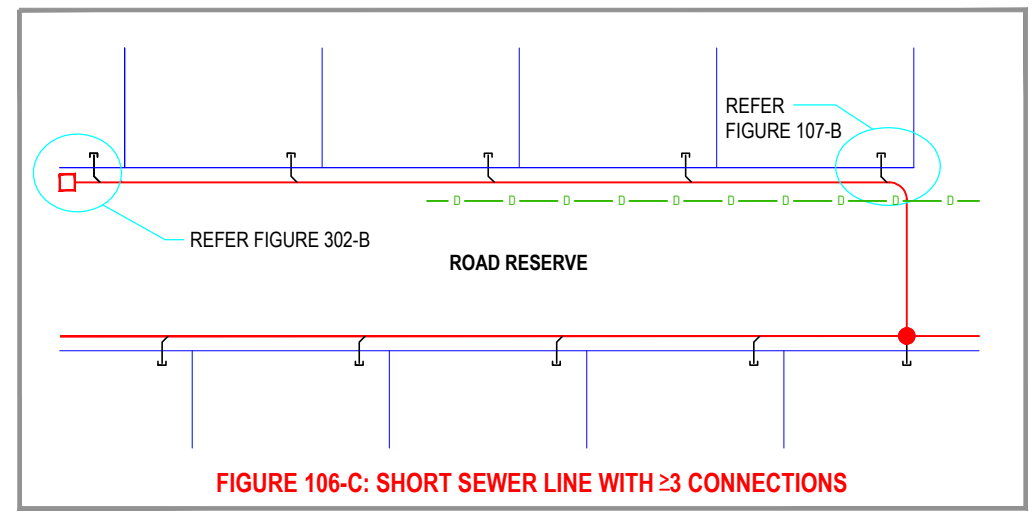 REFER
FIGURE 107-B
D D D D D D D D D D
REFER FIGURE 302-B
ROAD RESERVE
FIGURE 106-C: SHORT SEWER LINE WITH ≥3 CONNECTIONS